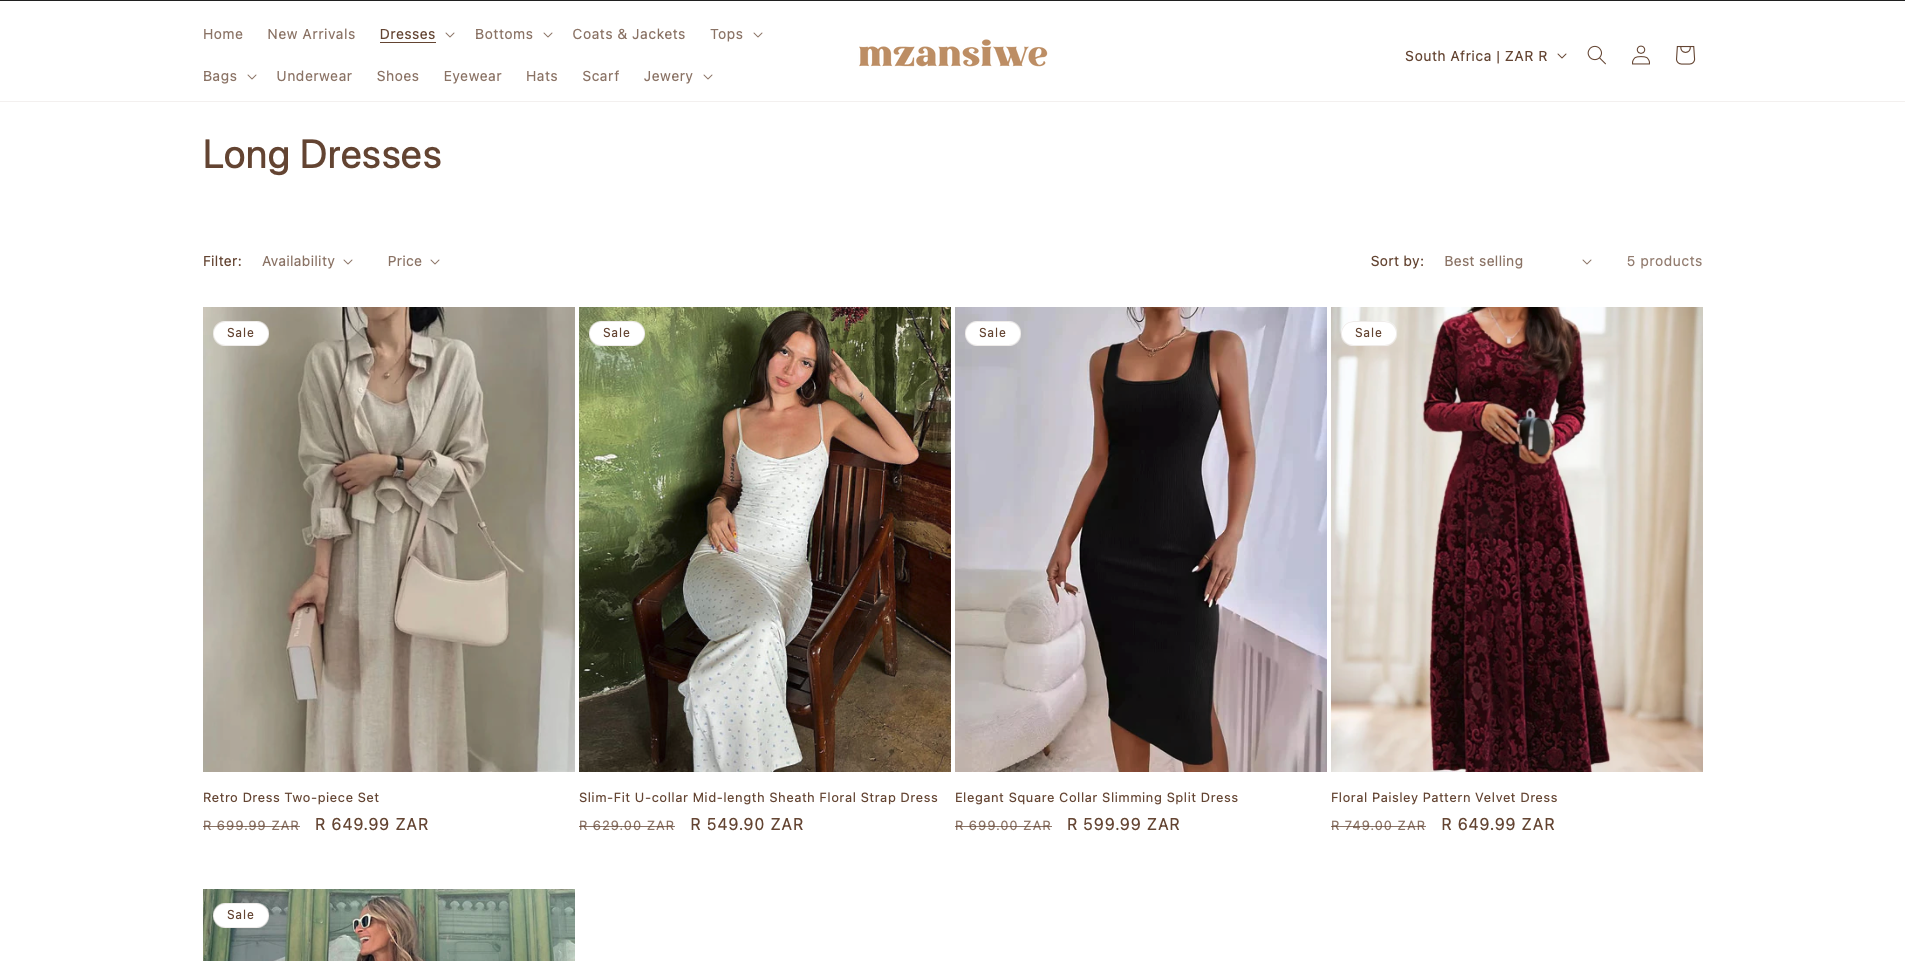 Home New Arrivals Dresses Bottoms Coats & Jackets Tops
Bags Underwear Shoes Eyewear Hats Scarf Jewery
mzansiwe
South Africa | ZAR R
Long Dresses
Filter: Availability Price
Sort by: Best selling 5 products
Sale
Sale
Sale
Sale
Retro Dress Two-piece Set
R 699.99 ZAR R 649.99 ZAR
Slim-Fit U-collar Mid-length Sheath Floral Strap Dress
R 629.00 ZAR R 549.90 ZAR
Elegant Square Collar Slimming Split Dress
R 699.00 ZAR R 599.99 ZAR
Floral Paisley Pattern Velvet Dress
R 749.00 ZAR R 649.99 ZAR
Sale